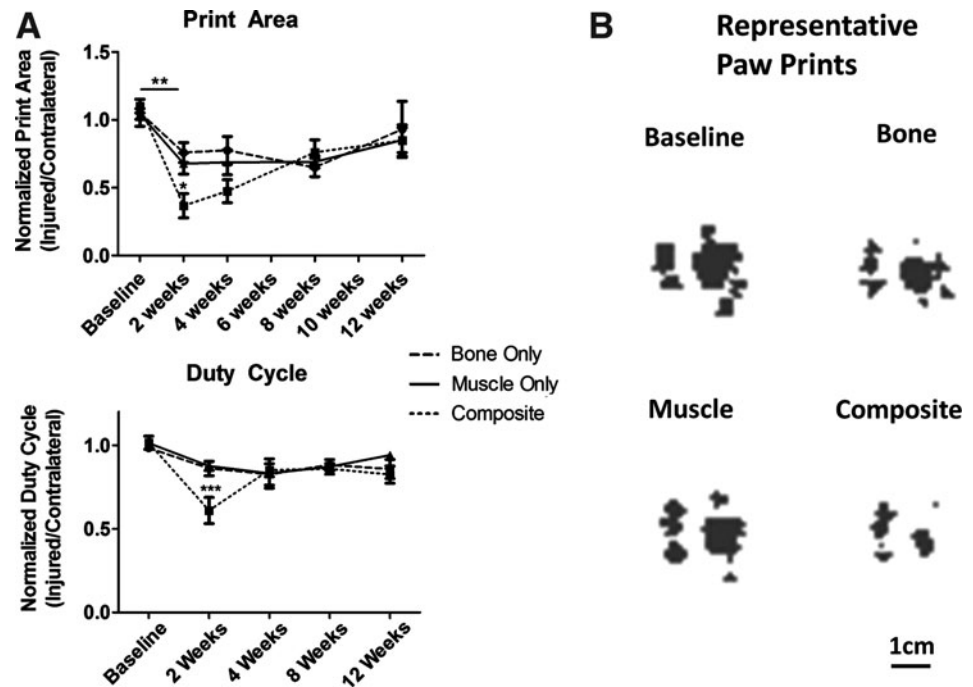 A
Print Area
Normalized Print Area
(Injured/Contralateral)
1.5
1.0
0.5
0.0
**
*
Baseline
2 weeks
4 weeks
6 weeks
8 weeks
10 weeks
12 weeks
Bone Only
Muscle Only
Composite
Duty Cycle
Normalized Duty Cycle
(Injured/Contralateral)
1.0
0.5
0.0
***
Baseline
2 Weeks
4 Weeks
8 Weeks
12 Weeks
B
Representative
Paw Prints
Baseline
Bone
Muscle
Composite
1cm